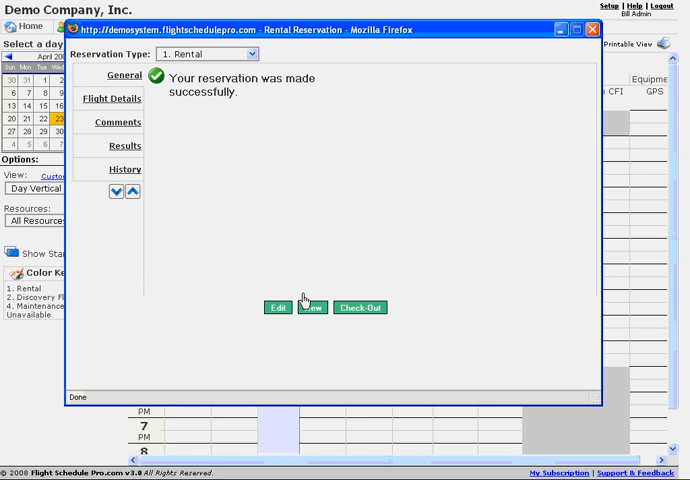 Demo Company, Inc.
Setup | Help | Logout
Bill Admin
Home
http://demosystem.flightschedulepro.com - Rental Reservation - Mozilla Firefox
Select a day
Printable View
Reservation Type: 1. Rental
April 200
Sun Mon Tue Wed
30 31 1 2
6 7 8 9
13 14 15 16
20 21 22 23
27 28 29 30
4 5 6 7
General
Flight Details
Comments
Results
History
Your reservation was made
successfully.
Equipme
CFI GPS
Options:
View: Custo
Day Vertical
Resources:
All Resource
Show Sta
Color Ke
1. Rental
2. Discovery Fl
4. Maintenance
Unavailable
Edit
Check-Out
Done
PM
7
PM
8
© 2008 Flight Schedule Pro.com v3.0 All Rights Reserved.
My Subscription | Support & Feedback